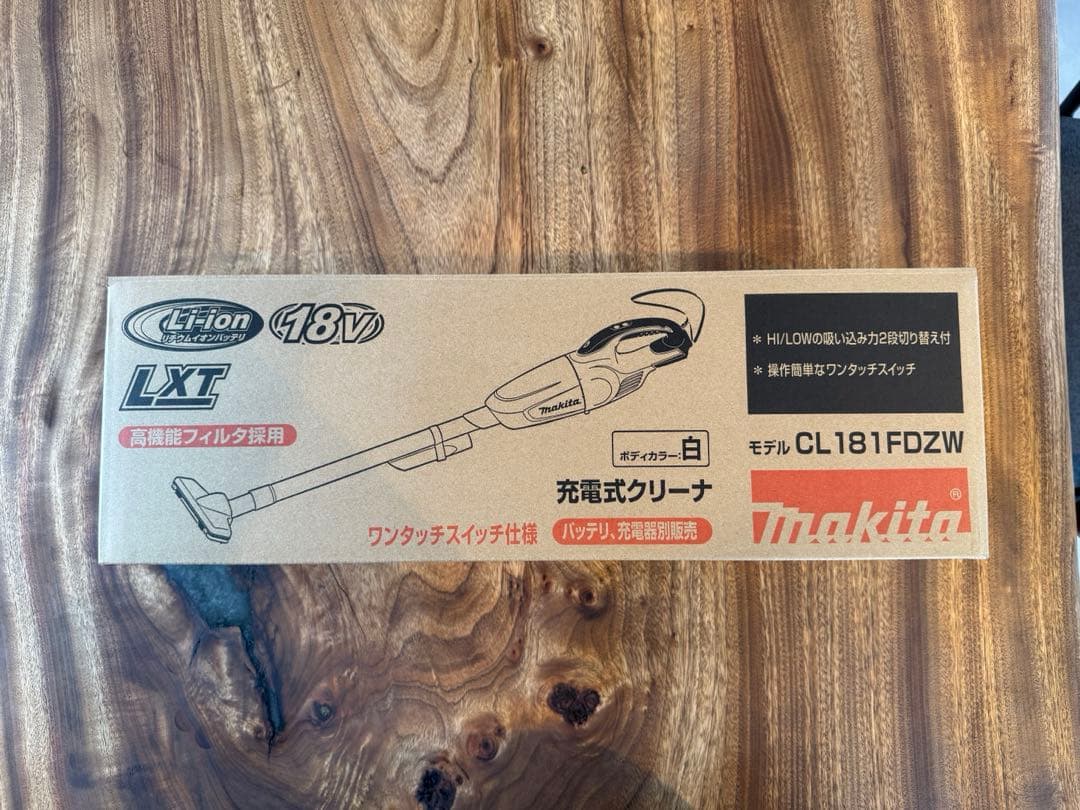 Li-ion
リチウムイオンバッテリ
18V
LXT
高機能フィルタ採用
makita
* HI/LOWの吸い込み力2段切り替え付
* 操作簡単なワンタッチスイッチ
ボディカラー:白
モデル CL181FDZW
充電式クリーナ
ワンタッチスイッチ仕様
バッテリ、充電器別販売
makita®